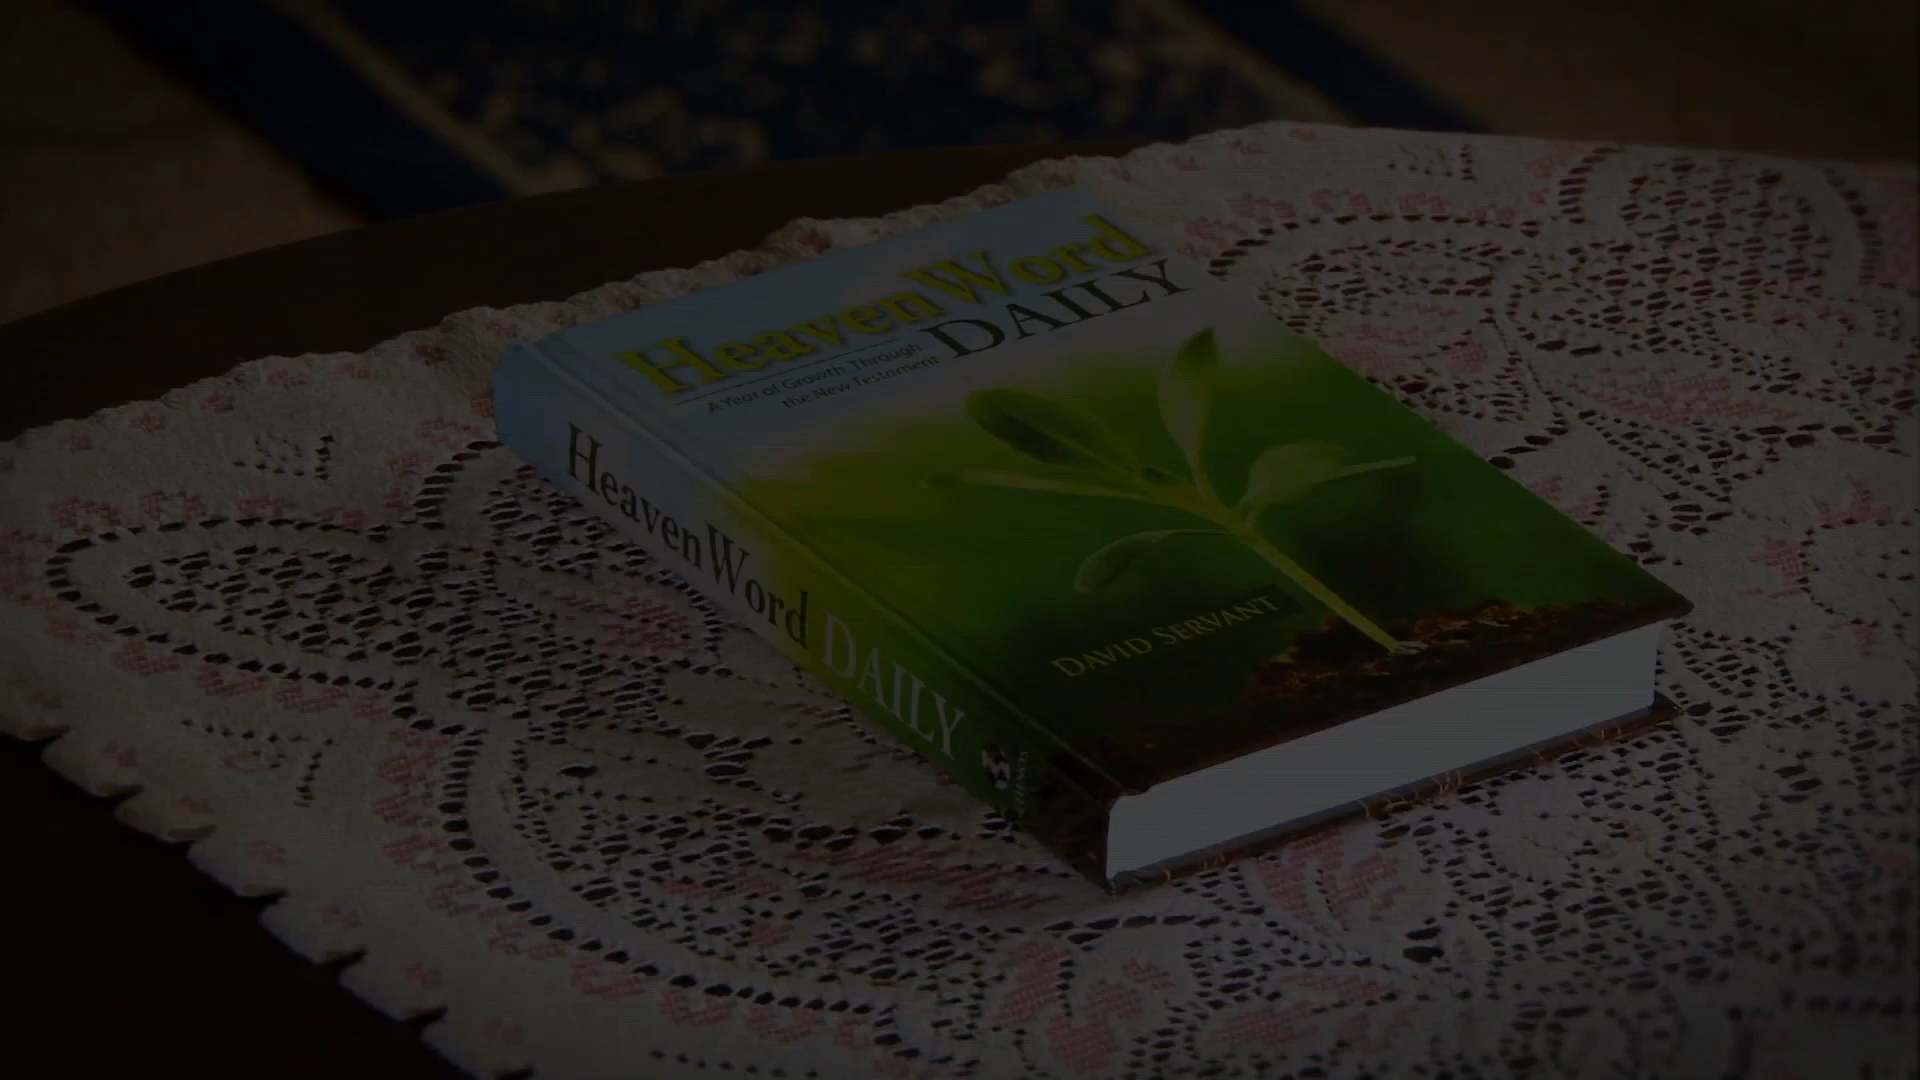 HeavenWord
DAILY
A Year of Growth Through
the New Testament
DAVID SERVANT
HeavenWord DAILY